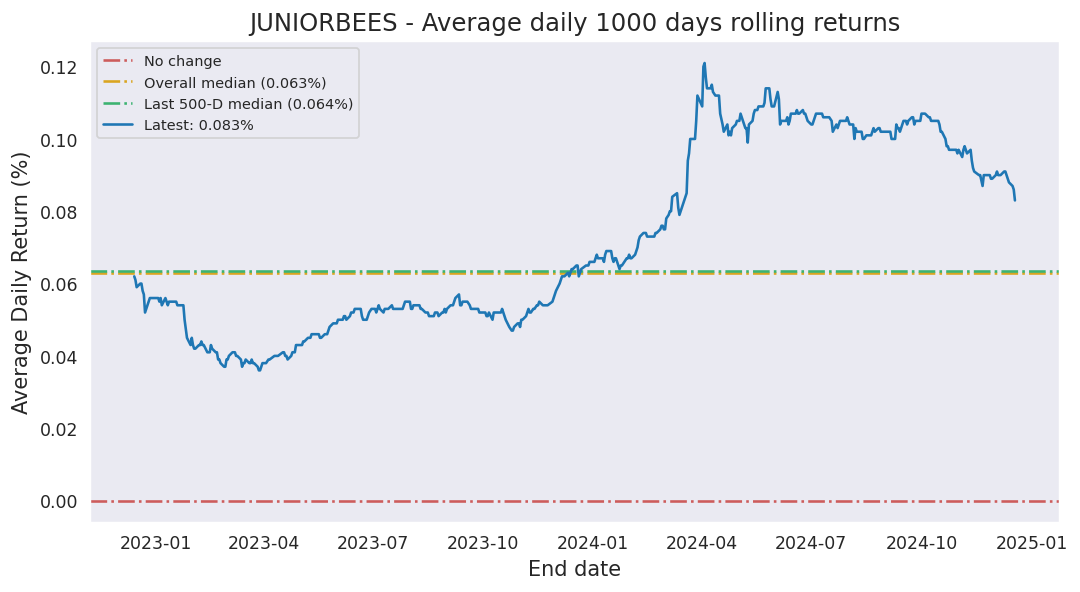 JUNIORBEES - Average daily 1000 days rolling returns
No change
Overall median (0.063%)
Last 500-D median (0.064%)
Latest: 0.083%
Average Daily Return (%)
0.12
0.10
0.08
0.06
0.04
0.02
0.00
2023-01 2023-04 2023-07 2023-10 2024-01 2024-04 2024-07 2024-10 2025-01
End date